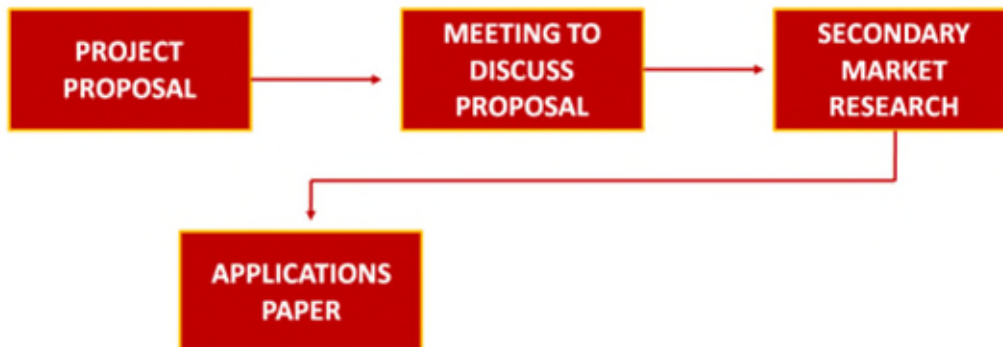 PROJECT
PROPOSAL
MEETING TO
DISCUSS
PROPOSAL
SECONDARY
MARKET
RESEARCH
APPLICATIONS
PAPER